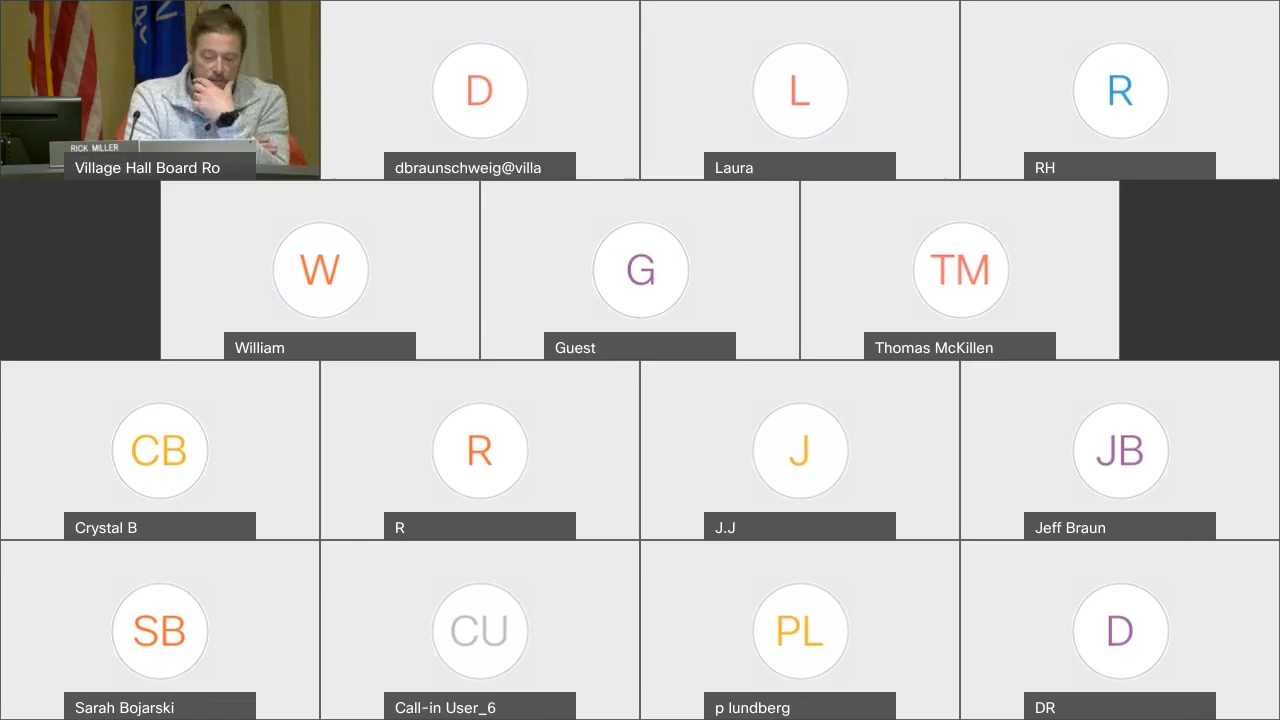 RICK MILLER
Village Hall Board Ro
D
dbraunschweig@villa
L
Laura
R
RH
W
William
G
Guest
TM
Thomas McKillen
CB
Crystal B
R
R
J
J.J
JB
Jeff Braun
SB
Sarah Bojarski
CU
Call-in User_6
PL
p lundberg
D
DR